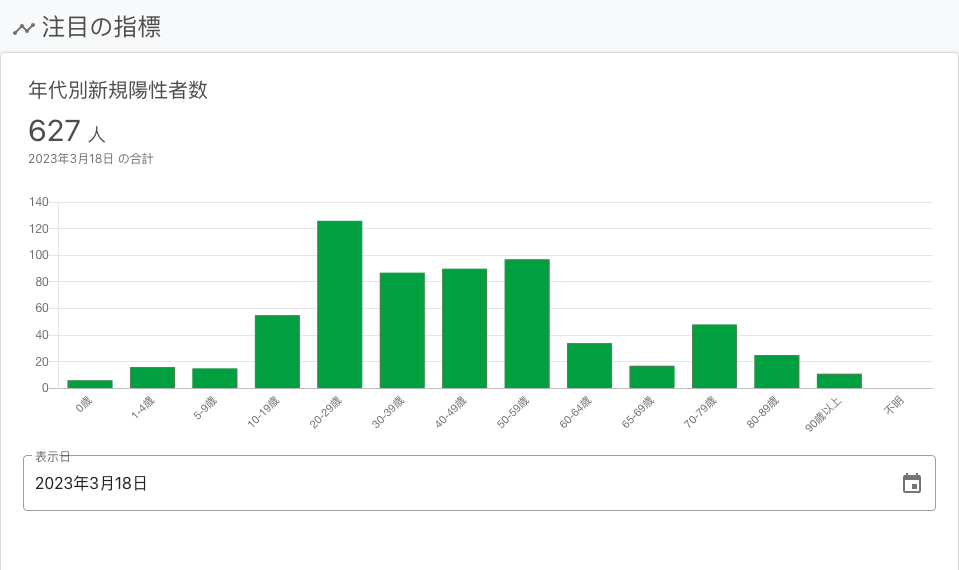 注目の指標
年代別新規陽性者数
627 人
2023年3月18日 の合計
140
120
100
80
60
40
20
0
0歳
1-4歳
5-9歳
10-19歳
20-29歳
30-39歳
40-49歳
50-59歳
60-64歳
65-69歳
70-79歳
80-89歳
90歳以上
不明
表示日
2023年3月18日